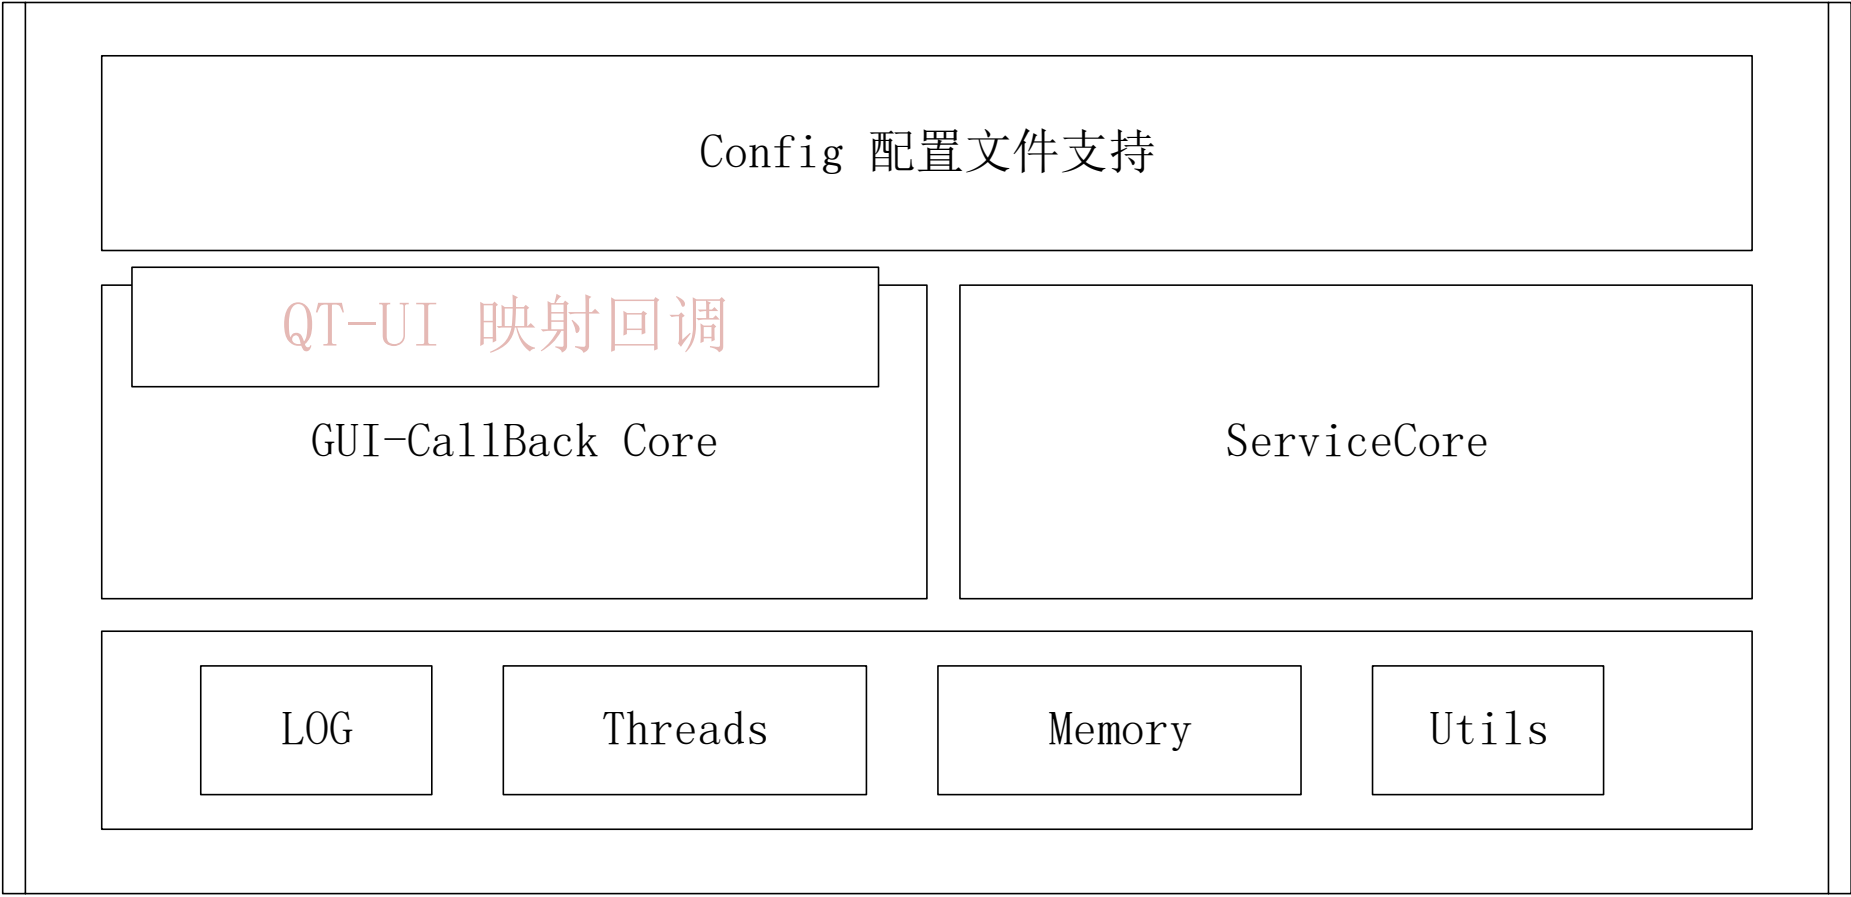 Config 配置文件支持
QT-UI 映射回调
GUI-CallBack Core
ServiceCore
LOG
Threads
Memory
Utils